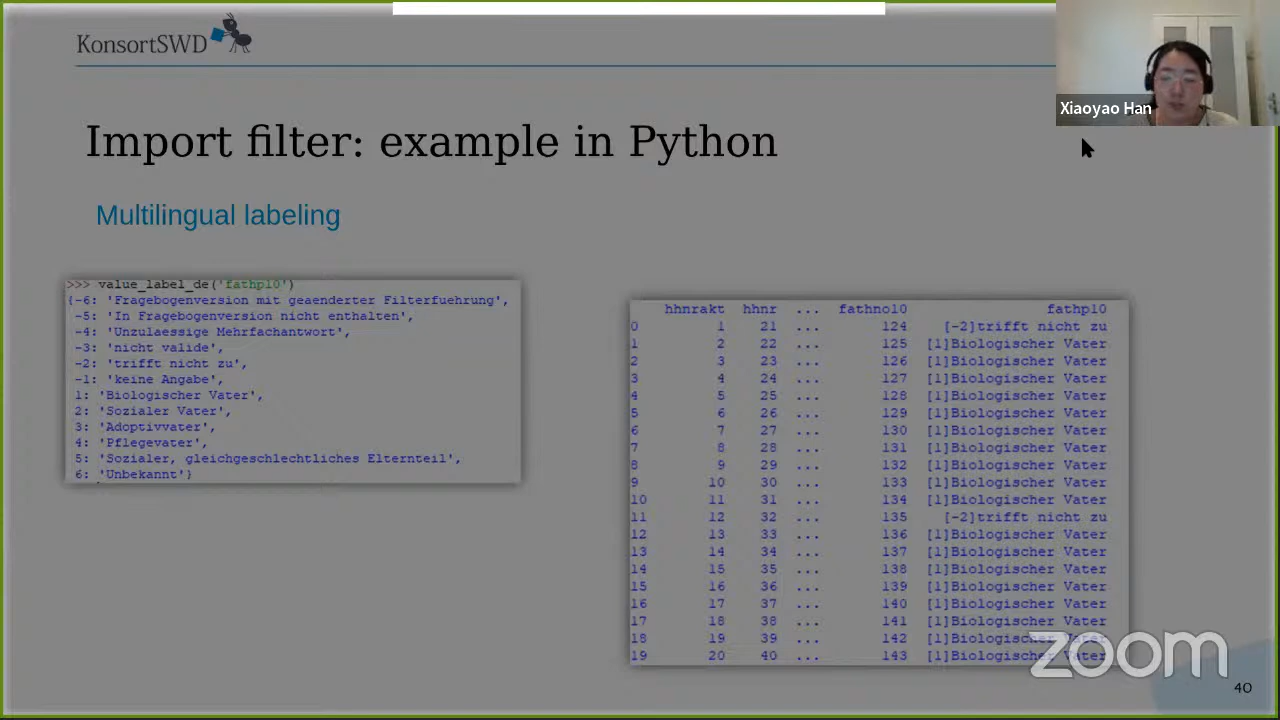 KonsortSWD
Xiaoyao Han
Import filter: example in Python
Multilingual labeling
>>> value_label_de('fathp10')
{-6: 'Fragebogenversion mit geaenderter Filterfuehrung',
-5: 'In Fragebogenversion nicht enthalten',
-4: 'Unzulaessige Mehrfachantwort',
-3: 'nicht valide',
-2: 'trifft nicht zu',
-1: 'keine Angabe',
1: 'Biologischer Vater',
2: 'Sozialer Vater',
3: 'Adoptivvater',
4: 'Pflegevater',
5: 'Sozialer, gleichgeschlechtliches Elternteil',
6: 'Unbekannt'}
hhnrakt hhnr ... fathno10 fathp10
0 1 21 ... 124 [-2]trifft nicht zu
1 2 22 ... 125 [1]Biologischer Vater
2 3 23 ... 126 [1]Biologischer Vater
3 4 24 ... 127 [1]Biologischer Vater
4 5 25 ... 128 [1]Biologischer Vater
5 6 26 ... 129 [1]Biologischer Vater
6 7 27 ... 130 [1]Biologischer Vater
7 8 28 ... 131 [1]Biologischer Vater
8 9 29 ... 132 [1]Biologischer Vater
9 10 30 ... 133 [1]Biologischer Vater
10 11 31 ... 134 [1]Biologischer Vater
11 12 32 ... 135 [-2]trifft nicht zu
12 13 33 ... 136 [1]Biologischer Vater
13 14 34 ... 137 [1]Biologischer Vater
14 15 35 ... 138 [1]Biologischer Vater
15 16 36 ... 139 [1]Biologischer Vater
16 17 37 ... 140 [1]Biologischer Vater
17 18 38 ... 141 [1]Biologischer Vater
18 19 39 ... 142 [1]Biologischer Vater
19 20 40 ... 143 [1]Biologischer Vater
zoom
40